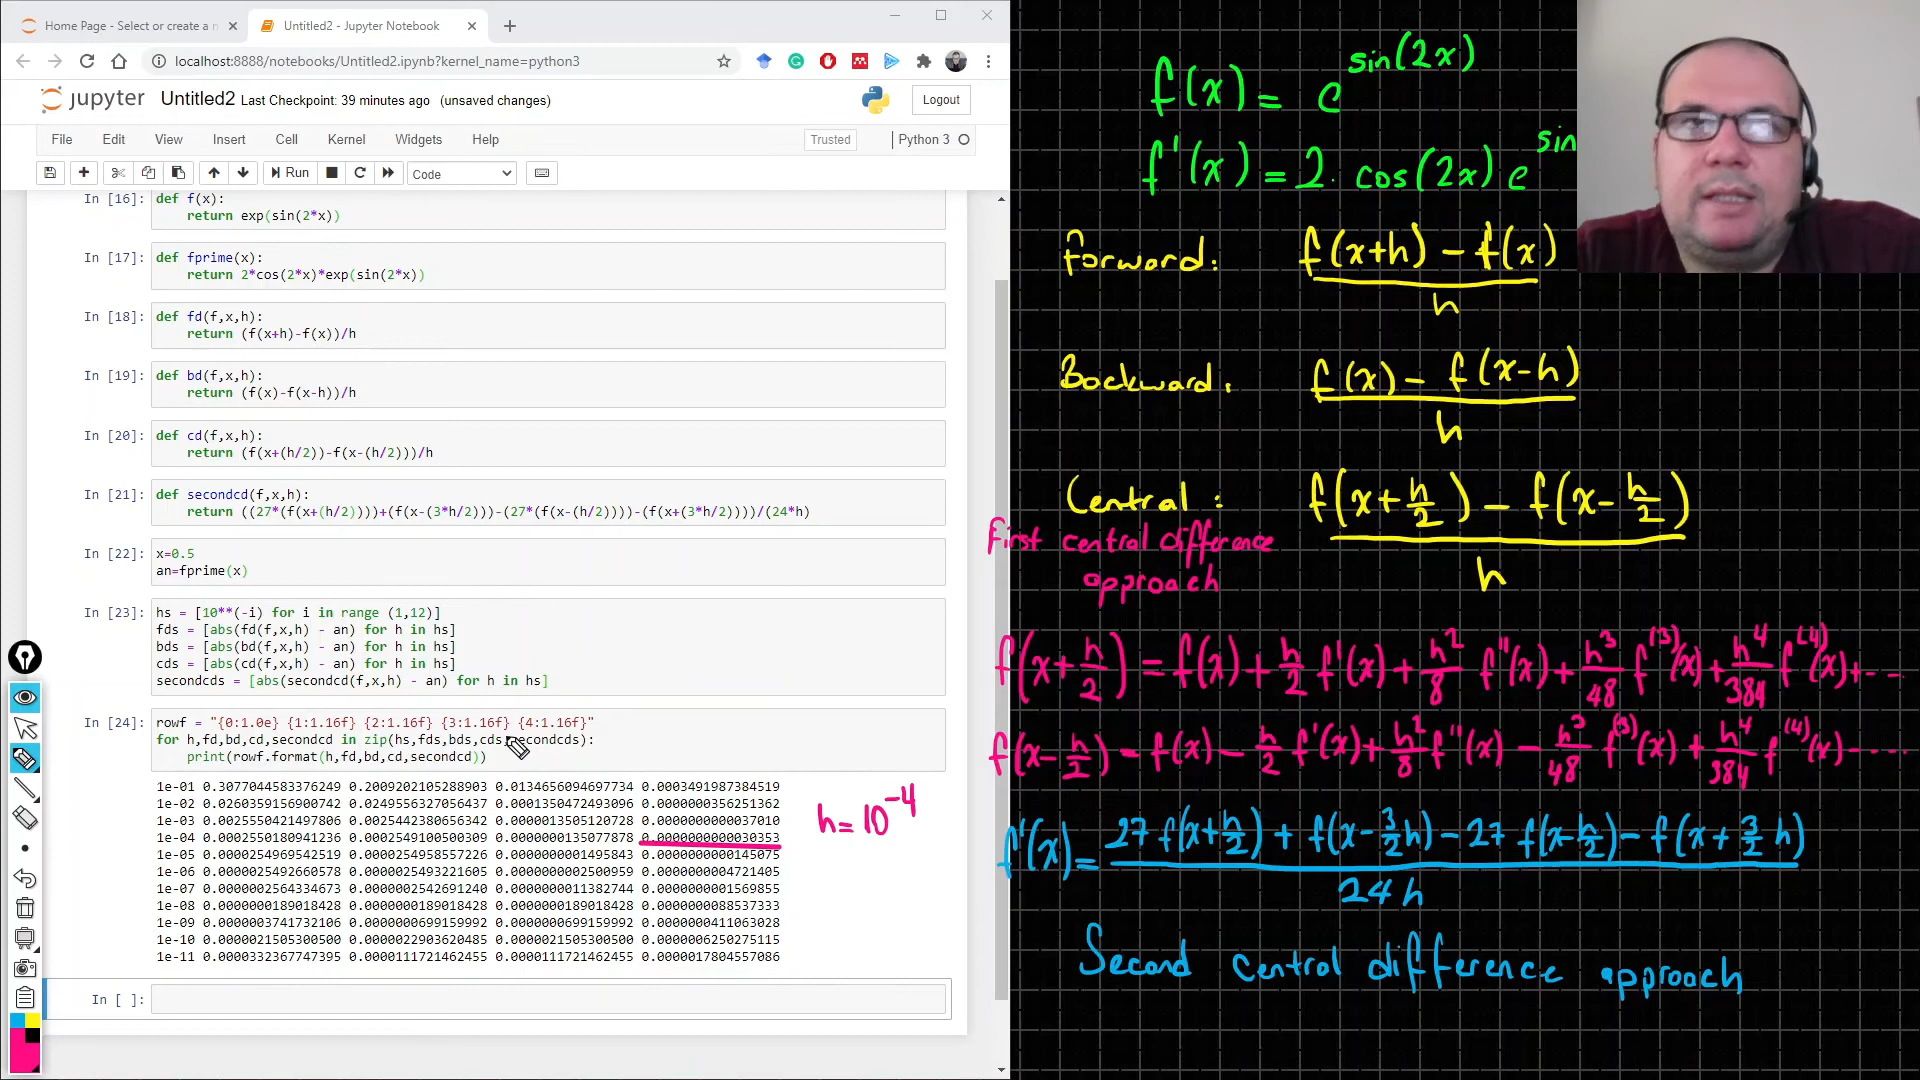 Home Page - Select or create a n
Untitled2 - Jupyter Notebook
localhost:8888/notebooks/Untitled2.ipynb?kernel_name=python3
jupyter Untitled2 Last Checkpoint: 39 minutes ago (unsaved changes)
Logout
File Edit View Insert Cell Kernel Widgets Help
Trusted
Python 3
Run
Code
In [16]: def f(x):
return exp(sin(2*x))
In [17]: def fprime(x):
return 2*cos(2*x)*exp(sin(2*x))
In [18]: def fd(f,x,h):
return (f(x+h)-f(x))/h
In [19]: def bd(f,x,h):
return (f(x)-f(x-h))/h
In [20]: def cd(f,x,h):
return (f(x+(h/2))-f(x-(h/2)))/h
In [21]: def secondcd(f,x,h):
return ((27*(f(x+(h/2))))+(f(x-(3*h/2)))-(27*(f(x-(h/2))))-(f(x+(3*h/2))))/(24*h)
In [22]: x=0.5
an=fprime(x)
In [23]: hs = [10**(-i) for i in range (1,12)]
fds = [abs(fd(f,x,h) - an) for h in hs]
bds = [abs(bd(f,x,h) - an) for h in hs]
cds = [abs(cd(f,x,h) - an) for h in hs]
secondcds = [abs(secondcd(f,x,h) - an) for h in hs]
In [24]: rowf = "{0:1.0e} {1:1.16f} {2:1.16f} {3:1.16f} {4:1.16f}"
for h,fd,bd,cd,secondcd in zip(hs,fds,bds,cds,secondcds):
print(rowf.format(h,fd,bd,cd,secondcd))
1e-01 0.3077044583376249 0.2009202105288903 0.0134656094697734 0.0003491987384519
1e-02 0.0260359156900742 0.0249556327056437 0.0001350472493096 0.0000000356251362
1e-03 0.0025550421497806 0.0025442380656342 0.0000013505120728 0.0000000000037010
1e-04 0.0002550180941236 0.0002549100500309 0.0000000135077878 0.0000000000030353
1e-05 0.0000254969542519 0.0000254958557226 0.0000000001495843 0.0000000000145075
1e-06 0.0000025492660578 0.0000025493221605 0.0000000002500959 0.0000000004721405
1e-07 0.0000002564334673 0.0000002542691240 0.0000000011382744 0.0000000001569855
1e-08 0.0000000189018428 0.0000000189018428 0.0000000189018428 0.0000000088537333
1e-09 0.0000003741732106 0.0000000699159992 0.0000000699159992 0.0000000411063028
1e-10 0.0000021505300500 0.0000022903620485 0.0000021505300500 0.0000006250275115
1e-11 0.0000332367747395 0.0000111721462455 0.0000111721462455 0.0000017804557086
h = 10^-4
In [ ]:
f(x) = e^sin(2x)
f'(x) = 2. cos(2x) e^sin
Forward: f(x+h) - f(x) / h
Backward: f(x) - f(x-h) / h
Central: f(x+h/2) - f(x-h/2) / h
First central difference
approach
f(x+h/2) = f(x) + h/2 f'(x) + h²/8 f''(x) + h³/48 f^(3)(x) + h⁴/384 f^(4)(x) + ...
f(x-h/2) = f(x) - h/2 f'(x) + h²/8 f''(x) - h³/48 f^(3)(x) + h⁴/384 f^(4)(x) - ...
f'(x) = 27 f(x+h/2) + f(x-3/2 h) - 27 f(x-h/2) - f(x+3/2 h) / 24 h
Second central difference approach